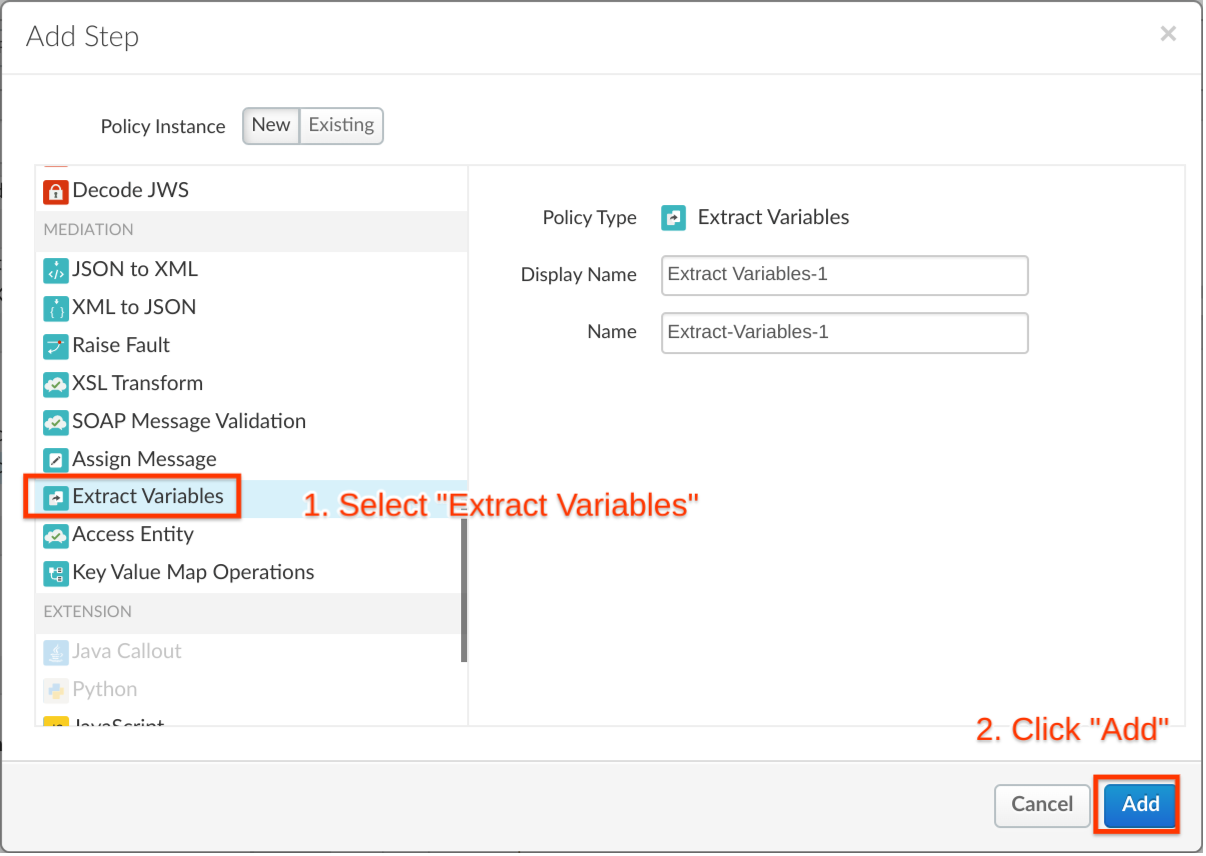 Add Step
×
Policy Instance New Existing
Decode JWS
MEDIATION
JSON to XML
XML to JSON
Raise Fault
XSL Transform
SOAP Message Validation
Assign Message
Extract Variables
Access Entity
Key Value Map Operations
EXTENSION
Java Callout
Python
JavaScript
Policy Type Extract Variables
Display Name Extract Variables-1
Name Extract-Variables-1
1. Select "Extract Variables"
2. Click "Add"
Cancel Add